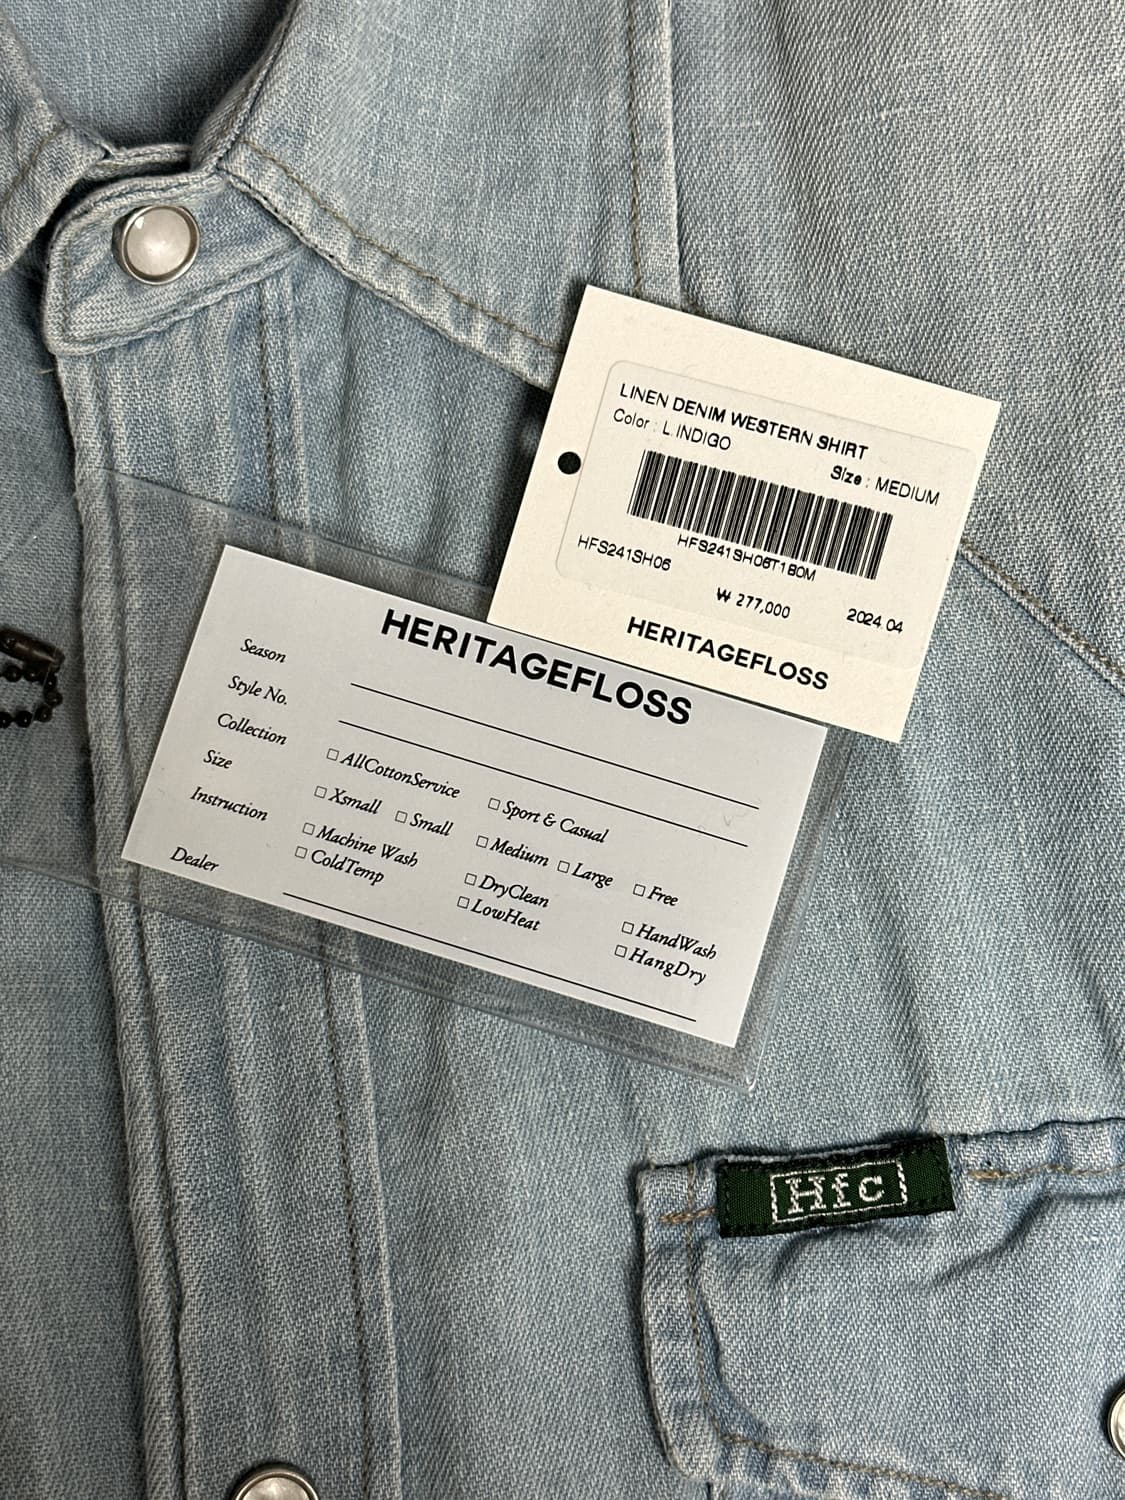 LINEN DENIM WESTERN SHIRT
Color : L.INDIGO
Size : MEDIUM
HFS241SH06T180M
HFS241SH06
₩ 277,000
2024.04
HERITAGEFLOSS
HERITAGEFLOSS
Season
Style No.
Collection □ AllCottonService □ Sport & Casual
Size □ Xsmall □ Small □ Medium □ Large □ Free
Instruction □ Machine Wash □ DryClean □ HandWash
□ ColdTemp □ LowHeat □ HangDry
Dealer
Hfc